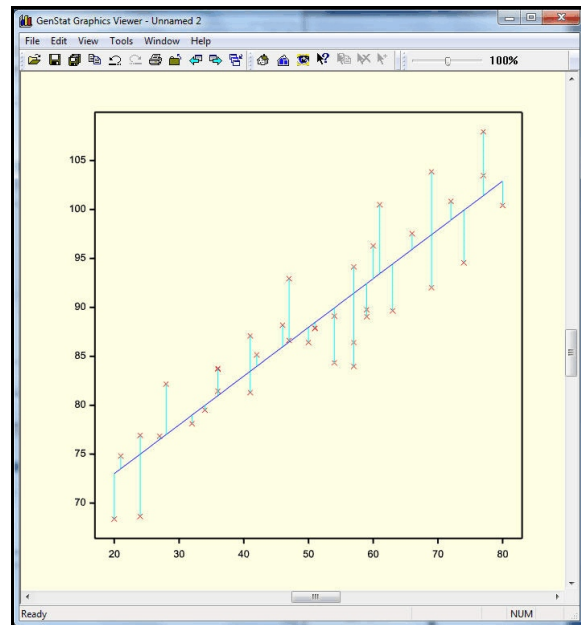 GenStat Graphics Viewer - Unnamed 2
File Edit View Tools Window Help
100%
105
100
95
90
85
80
75
70
20 30 40 50 60 70 80
Ready NUM